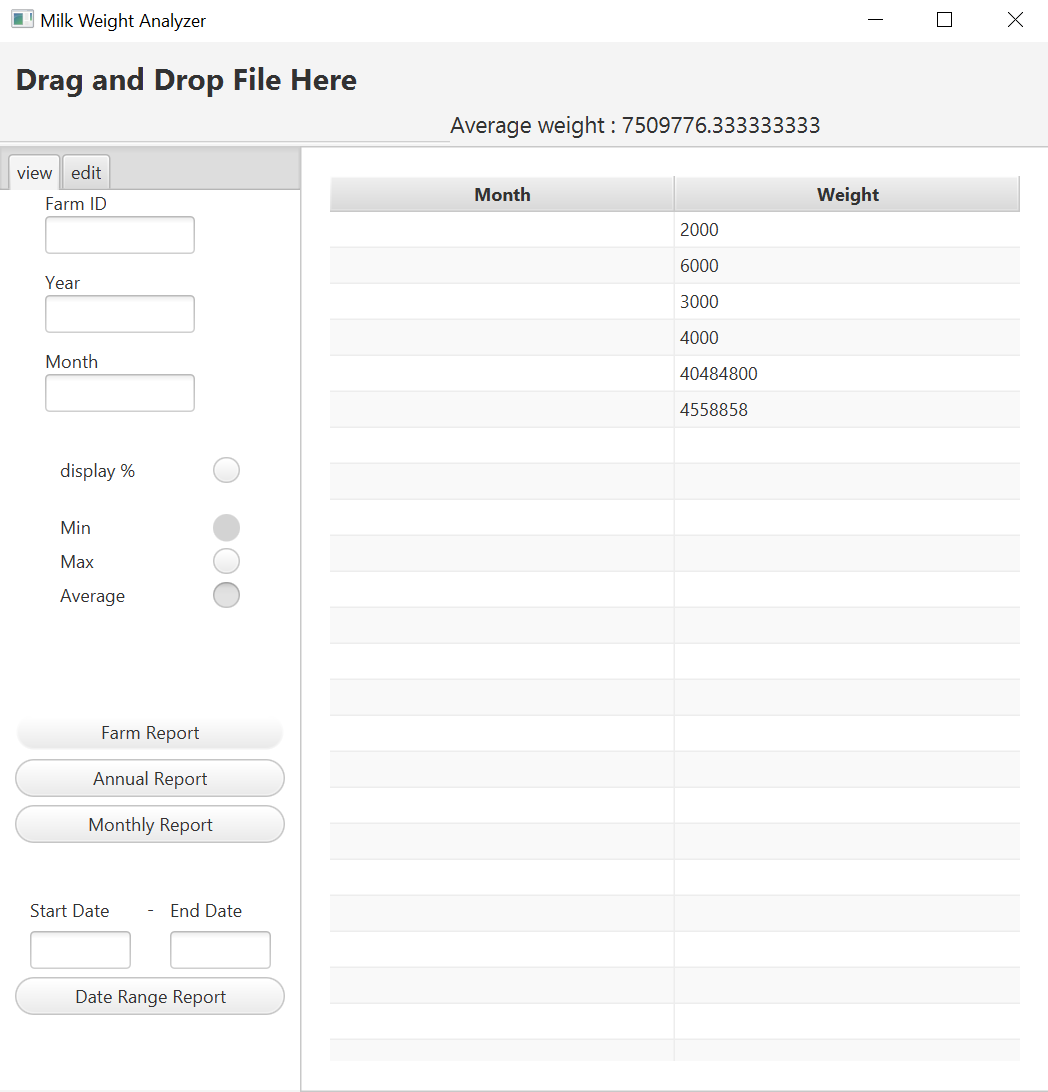 Milk Weight Analyzer
Drag and Drop File Here
Average weight : 7509776.333333333
view edit
Farm ID
Year
Month
display %
Min
Max
Average
Farm Report
Annual Report
Monthly Report
Start Date - End Date
Date Range Report
Month Weight
2000
6000
3000
4000
40484800
4558858